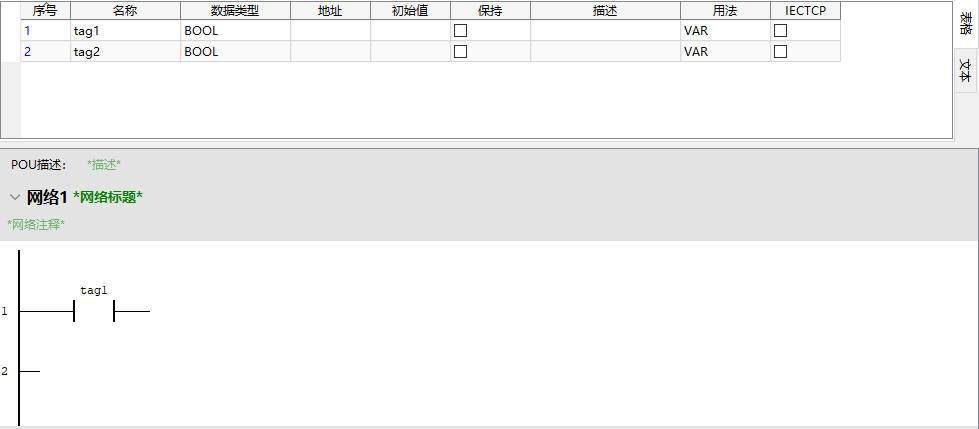 序号 名称 数据类型 地址 初始值 保持 描述 用法 IECTCP
1 tag1 BOOL VAR
2 tag2 BOOL VAR
表格
文本
POU描述： *描述*
网络1 *网络标题*
*网络注释*
tag1
1
2